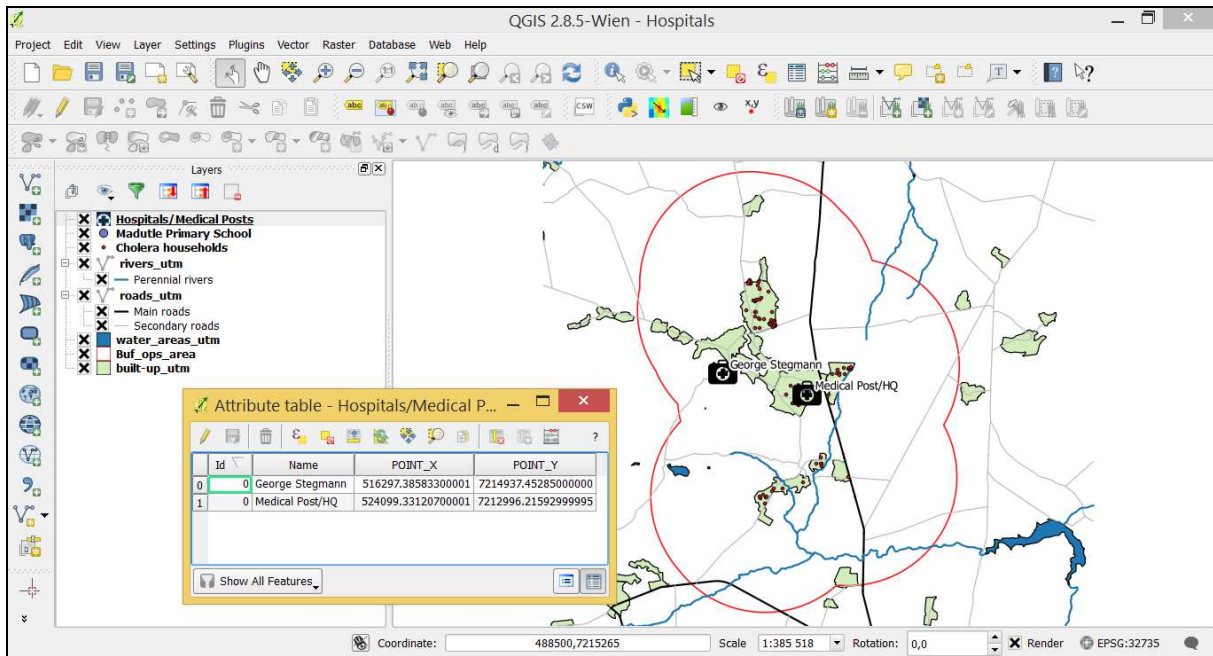 QGIS 2.8.5-Wien - Hospitals
Project Edit View Layer Settings Plugins Vector Raster Database Web Help
Layers
Hospitals/Medical Posts
Madutle Primary School
Cholera households
rivers_utm
Perennial rivers
roads_utm
Main roads
Secondary roads
water_areas_utm
Buf_ops_area
built-up_utm
George Stegmann
Medical Post/HQ
Attribute table - Hospitals/Medical P...
Id Name POINT_X POINT_Y
0 0 George Stegmann 516297.38583300001 7214937.45285000000
1 0 Medical Post/HQ 524099.33120700001 7212996.21592999995
Show All Features
Coordinate: 488500,7215265 Scale 1:385 518 Rotation: 0,0 Render EPSG:32735